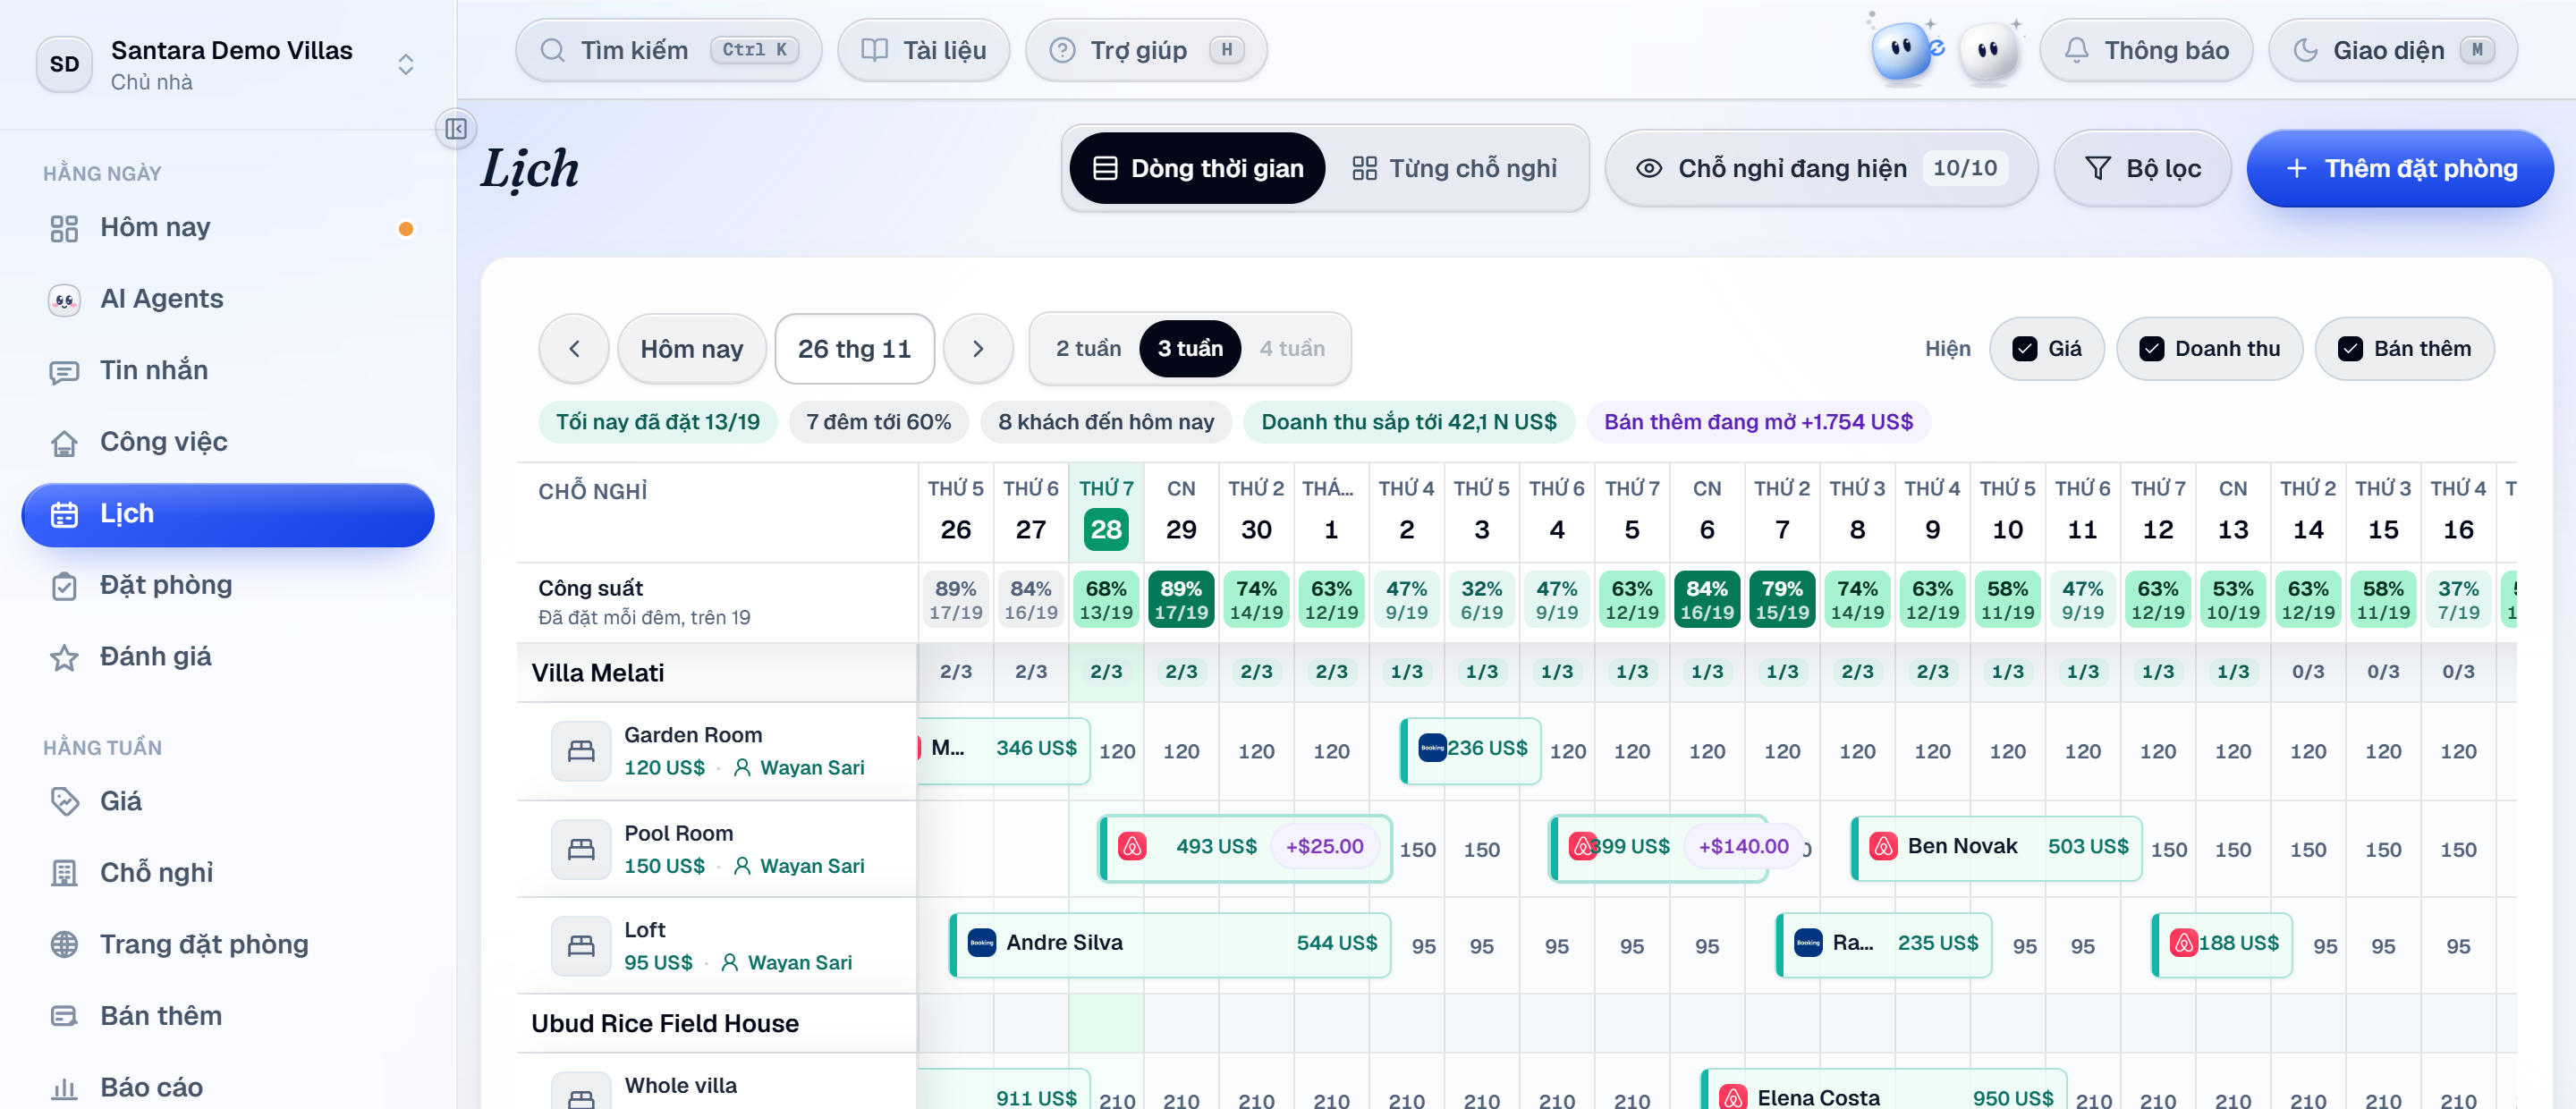 SD
Santara Demo Villas
Chủ nhà
Tìm kiếm Ctrl K
Tài liệu
Trợ giúp H
Thông báo
Giao diện M
HẰNG NGÀY
Hôm nay
AI Agents
Tin nhắn
Công việc
Lịch
Đặt phòng
Đánh giá
HẰNG TUẦN
Giá
Chỗ nghỉ
Trang đặt phòng
Bán thêm
Báo cáo
Lịch
Dòng thời gian
Từng chỗ nghỉ
Chỗ nghỉ đang hiện 10/10
Bộ lọc
Thêm đặt phòng
Hôm nay
26 thg 11
2 tuần 3 tuần 4 tuần
Hiện Giá Doanh thu Bán thêm
Tối nay đã đặt 13/19
7 đêm tới 60%
8 khách đến hôm nay
Doanh thu sắp tới 42,1 N US$
Bán thêm đang mở +1.754 US$
CHỖ NGHỈ
THỨ 5 THỨ 6 THỨ 7 CN THỨ 2 THÁ... THỨ 4 THỨ 5 THỨ 6 THỨ 7 CN THỨ 2 THỨ 3 THỨ 4 THỨ 5 THỨ 6 THỨ 7 CN THỨ 2 THỨ 3 THỨ 4
26 27 28 29 30 1 2 3 4 5 6 7 8 9 10 11 12 13 14 15 16
Công suất
Đã đặt mỗi đêm, trên 19
89% 84% 68% 89% 74% 63% 47% 32% 47% 63% 84% 79% 74% 63% 58% 47% 63% 53% 63% 58% 37%
17/19 16/19 13/19 17/19 14/19 12/19 9/19 6/19 9/19 12/19 16/19 15/19 14/19 12/19 11/19 9/19 12/19 10/19 12/19 11/19 7/19
Villa Melati
2/3 2/3 2/3 2/3 2/3 2/3 1/3 1/3 1/3 1/3 1/3 1/3 2/3 2/3 1/3 1/3 1/3 1/3 0/3 0/3 0/3
Garden Room
120 US$ · Wayan Sari
M... 346 US$ 120 120 120 120 Booking 236 US$ 120 120 120 120 120 120 120 120 120 120 120 120 120
Pool Room
150 US$ · Wayan Sari
493 US$ +$25.00 150 150 399 US$ +$140.00 Ben Novak 503 US$ 150 150 150 150 150
Loft
95 US$ · Wayan Sari
Booking Andre Silva 544 US$ 95 95 95 95 95 Booking Ra... 235 US$ 95 95 188 US$ 95 95 95
Ubud Rice Field House
Whole villa
911 US$ 210 210 210 210 210 210 210 210 Elena Costa 950 US$ 210 210 210 210 210 210